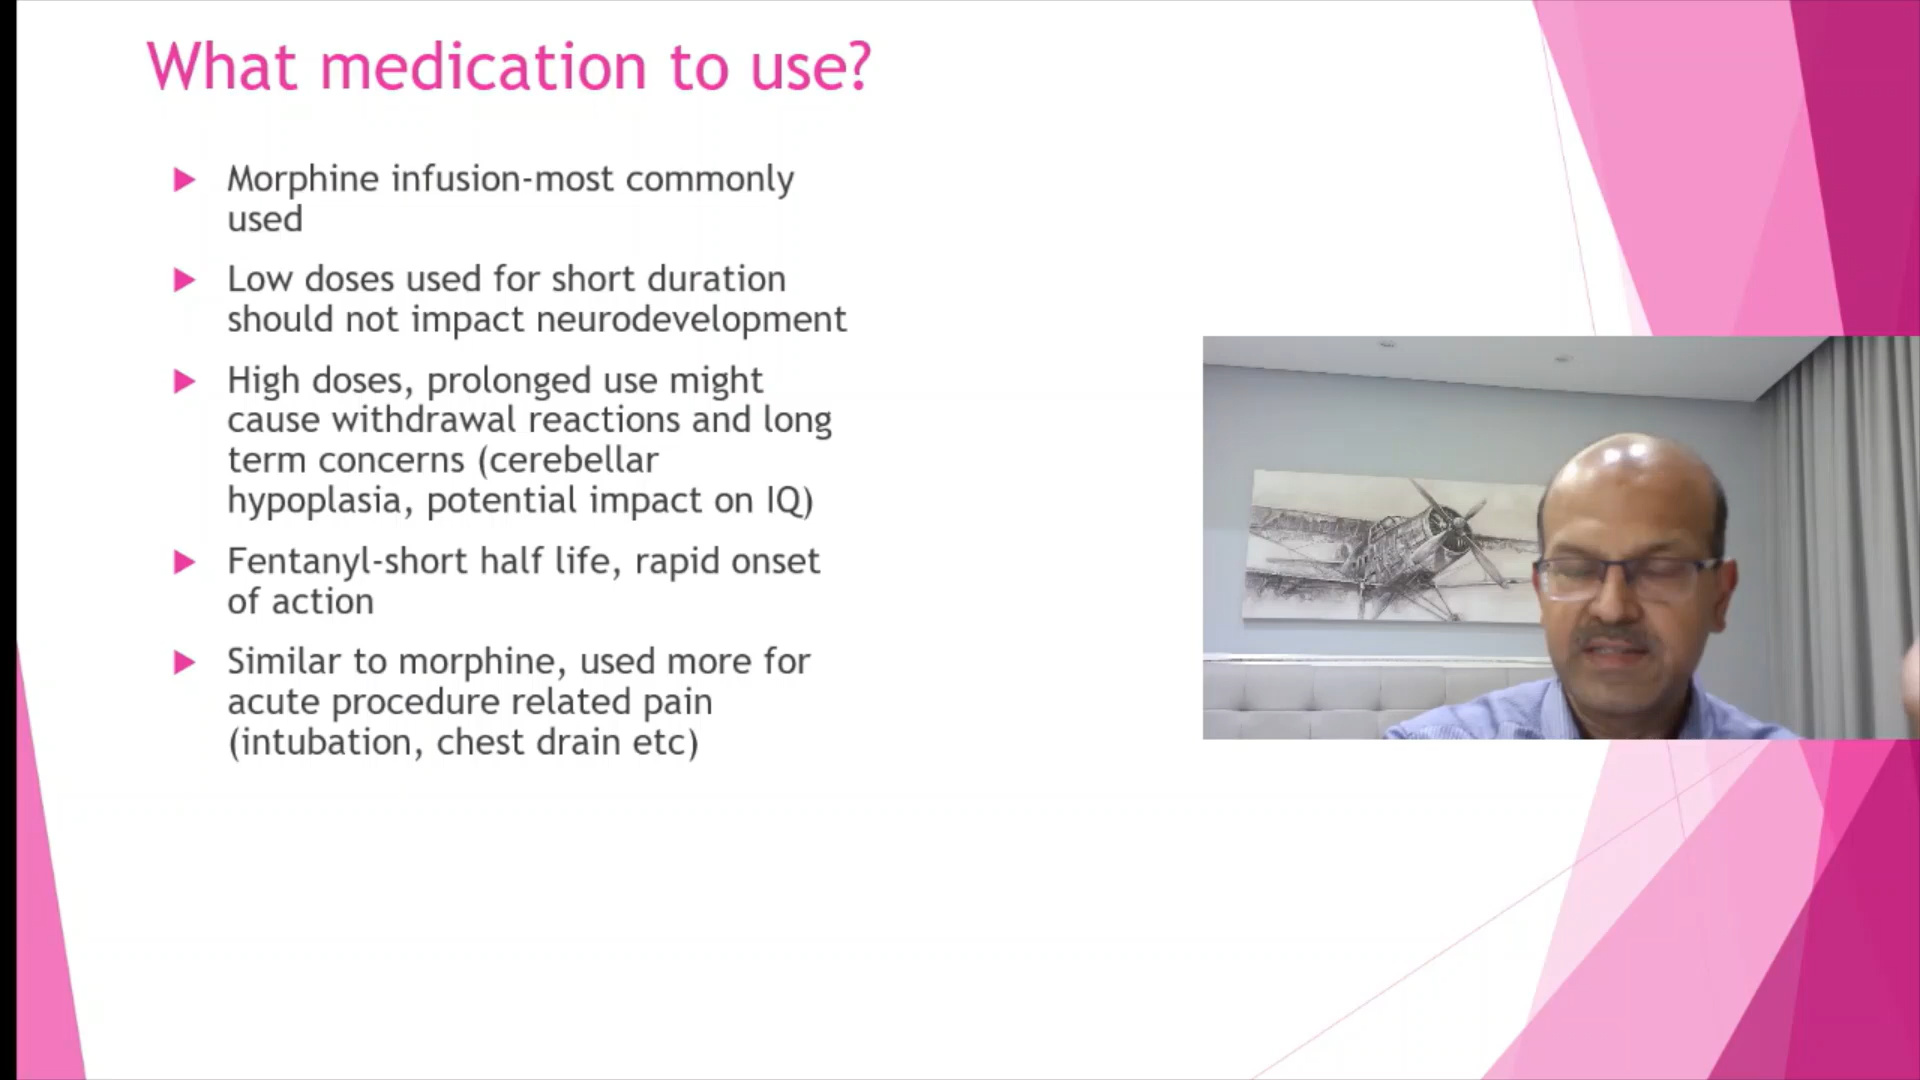 What medication to use?
Morphine infusion-most commonly
used
Low doses used for short duration
should not impact neurodevelopment
High doses, prolonged use might
cause withdrawal reactions and long
term concerns (cerebellar
hypoplasia, potential impact on IQ)
Fentanyl-short half life, rapid onset
of action
Similar to morphine, used more for
acute procedure related pain
(intubation, chest drain etc)